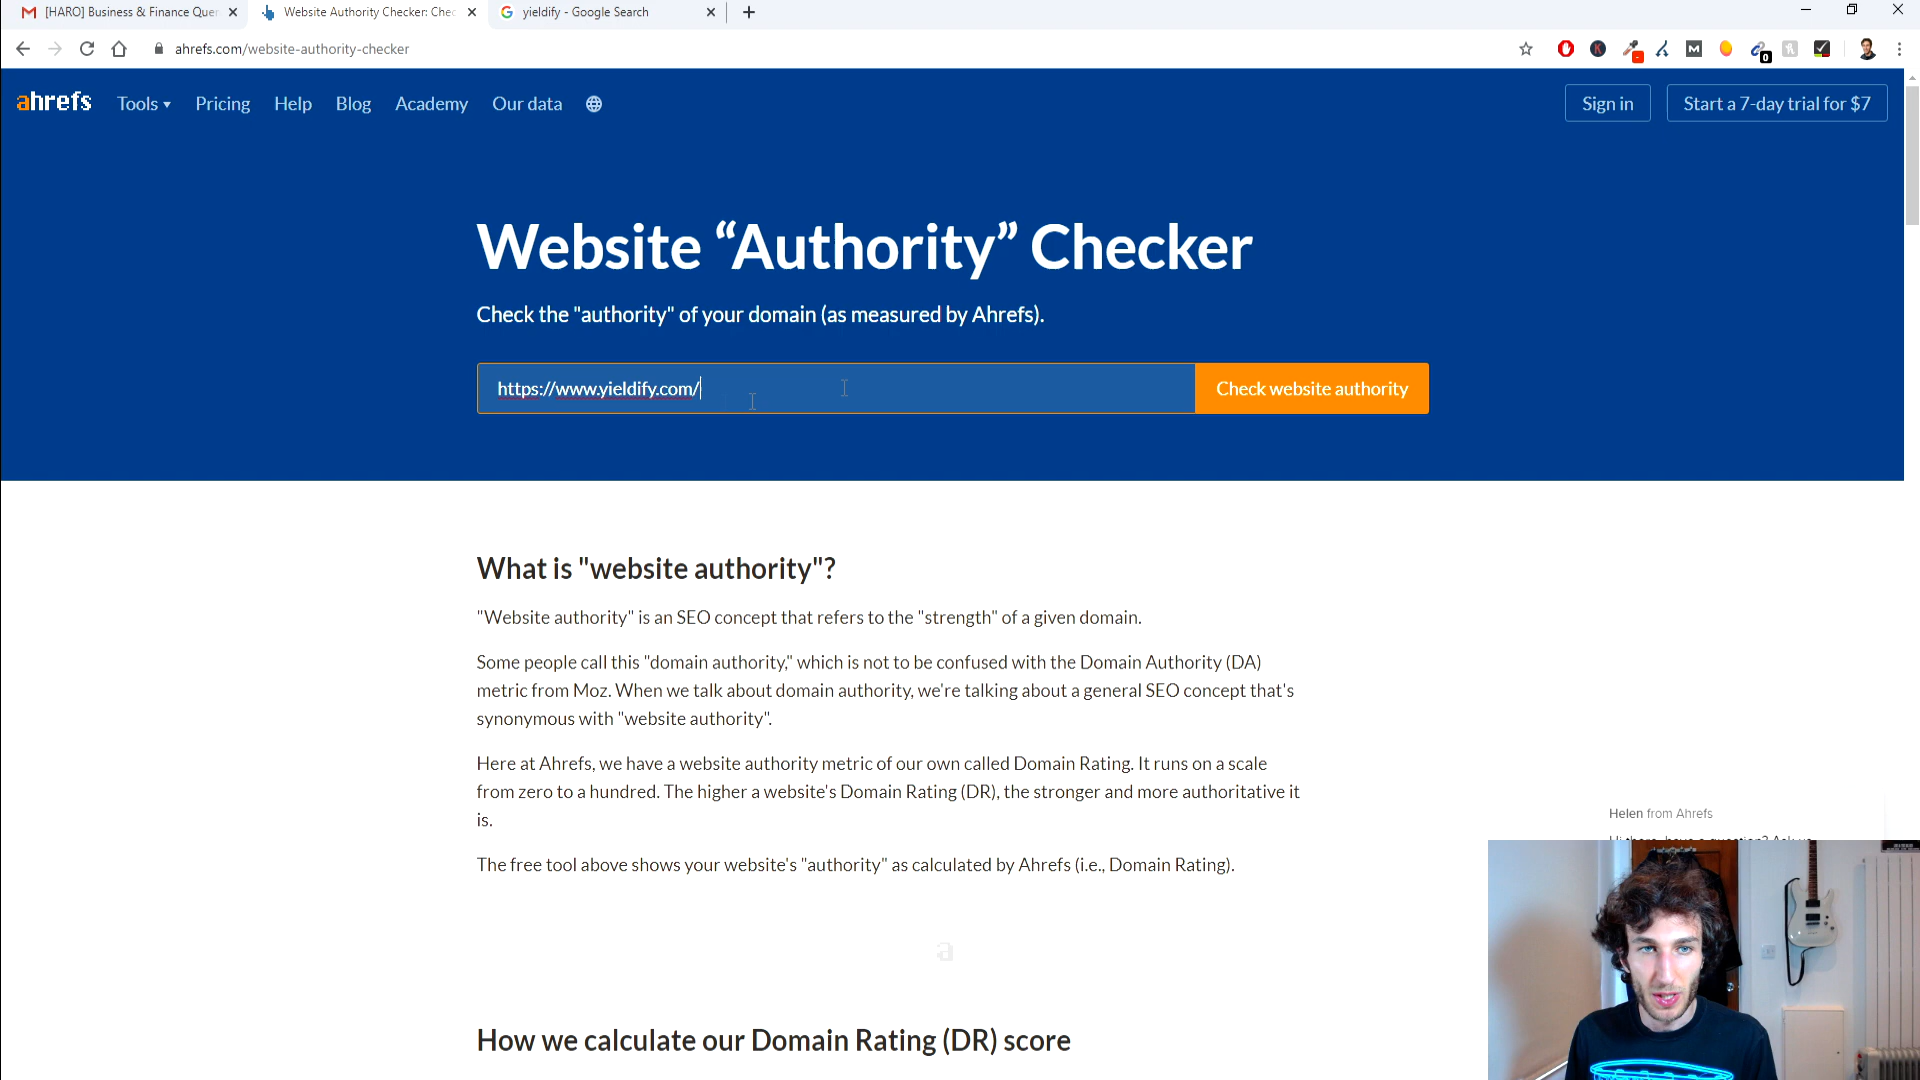 [HARO] Business & Finance Que
Website Authority Checker: Chec
yieldify - Google Search
ahrefs.com/website-authority-checker
ahrefs
Tools
Pricing
Help
Blog
Academy
Our data
Sign in
Start a 7-day trial for $7
Website “Authority” Checker
Check the "authority" of your domain (as measured by Ahrefs).
https://www.yieldify.com/
Check website authority
What is "website authority"?
"Website authority" is an SEO concept that refers to the "strength" of a given domain.
Some people call this "domain authority," which is not to be confused with the Domain Authority (DA)
metric from Moz. When we talk about domain authority, we're talking about a general SEO concept that's
synonymous with "website authority".
Here at Ahrefs, we have a website authority metric of our own called Domain Rating. It runs on a scale
from zero to a hundred. The higher a website's Domain Rating (DR), the stronger and more authoritative it
is.
Helen from Ahrefs
The free tool above shows your website's "authority" as calculated by Ahrefs (i.e., Domain Rating).
How we calculate our Domain Rating (DR) score